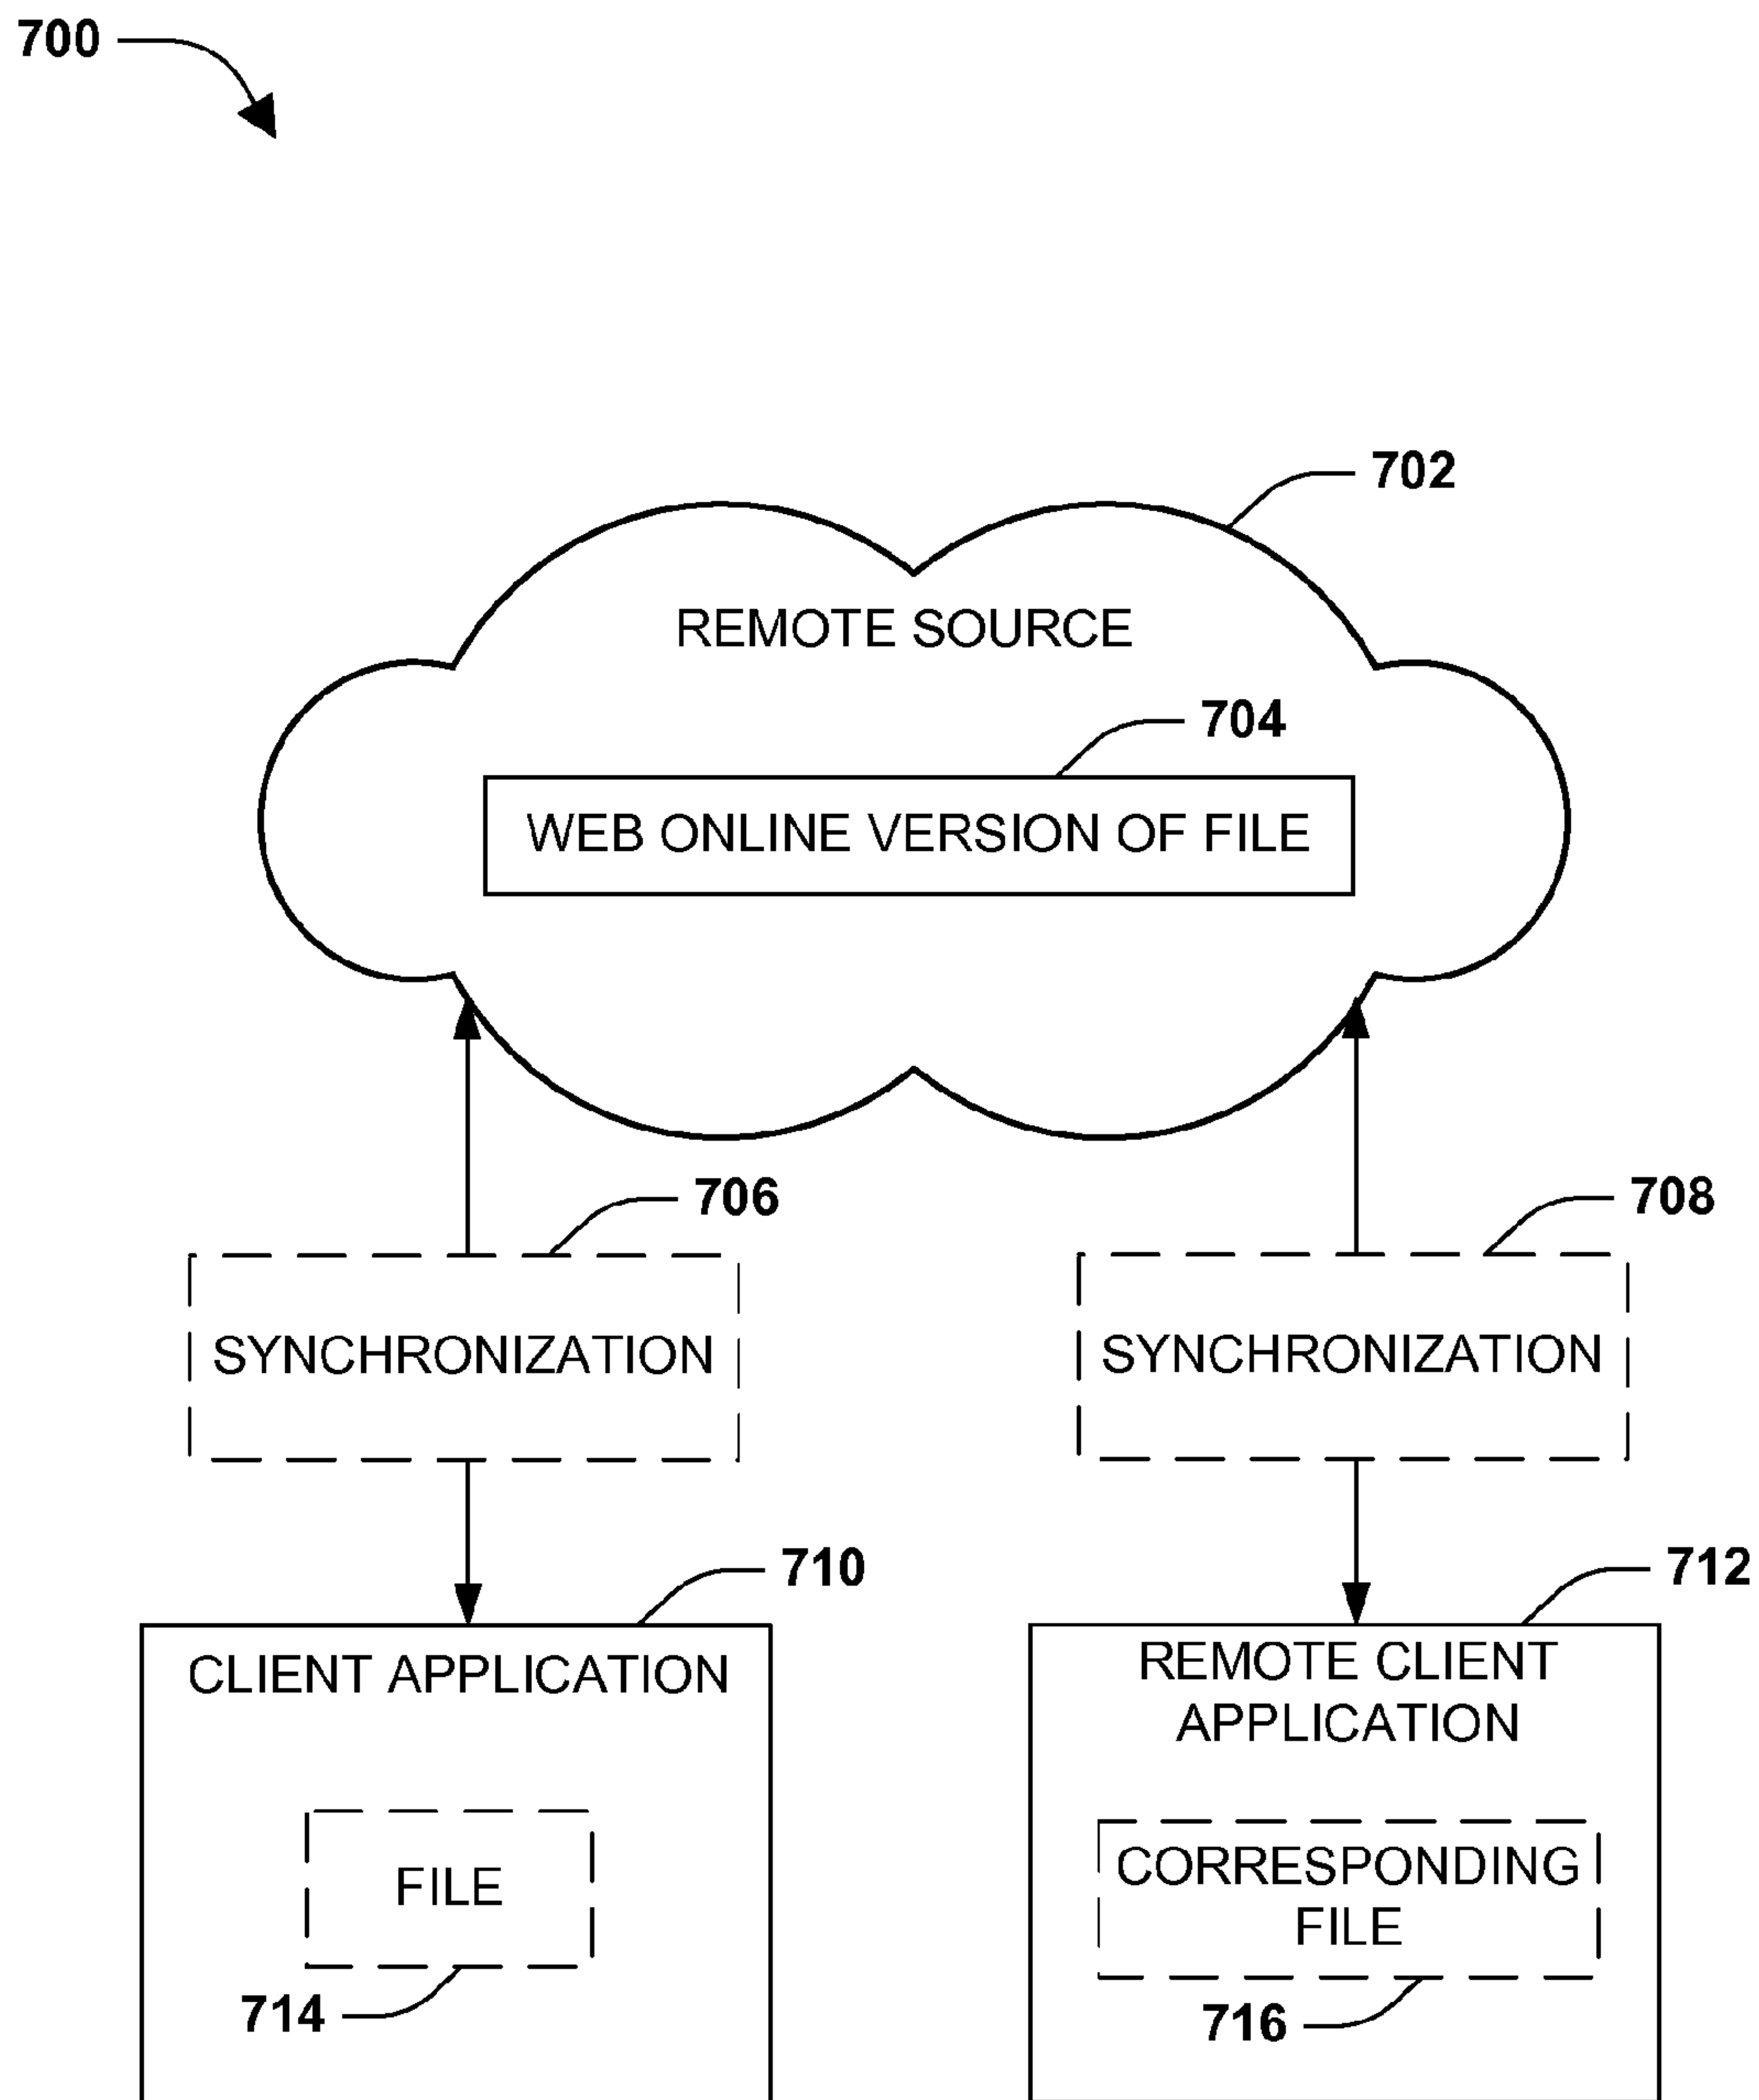 700
702
REMOTE SOURCE
704
WEB ONLINE VERSION OF FILE
706
708
SYNCHRONIZATION
SYNCHRONIZATION
710
712
CLIENT APPLICATION
REMOTE CLIENT
APPLICATION
FILE
CORRESPONDING
FILE
714
716